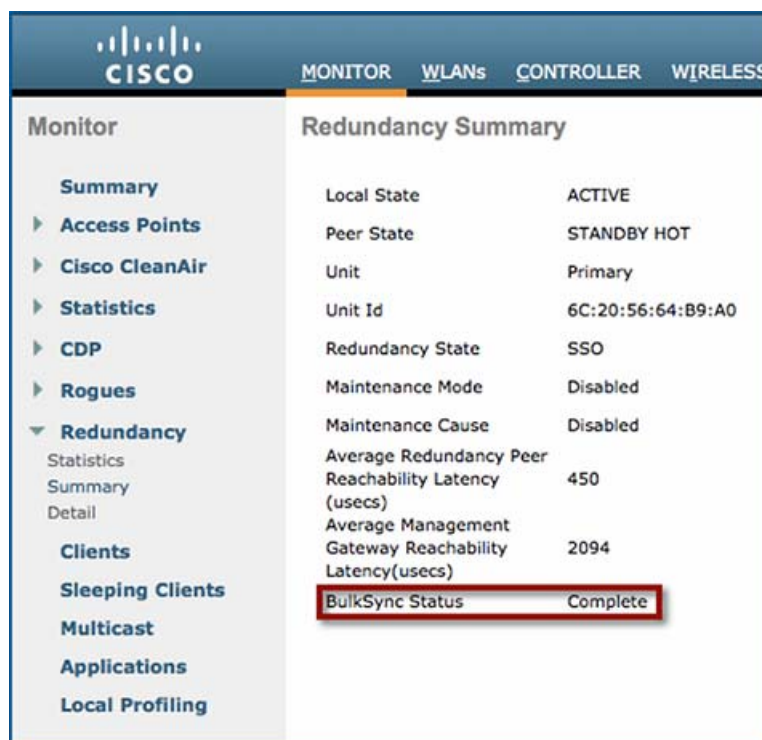 CISCO
MONITOR WLANs CONTROLLER WIRELESS
Monitor
Summary
Access Points
Cisco CleanAir
Statistics
CDP
Rogues
Redundancy
Statistics
Summary
Detail
Clients
Sleeping Clients
Multicast
Applications
Local Profiling
Redundancy Summary
Local State ACTIVE
Peer State STANDBY HOT
Unit Primary
Unit Id 6C:20:56:64:B9:A0
Redundancy State SSO
Maintenance Mode Disabled
Maintenance Cause Disabled
Average Redundancy Peer
Reachability Latency 450
(usecs)
Average Management
Gateway Reachability 2094
Latency(usecs)
BulkSync Status Complete